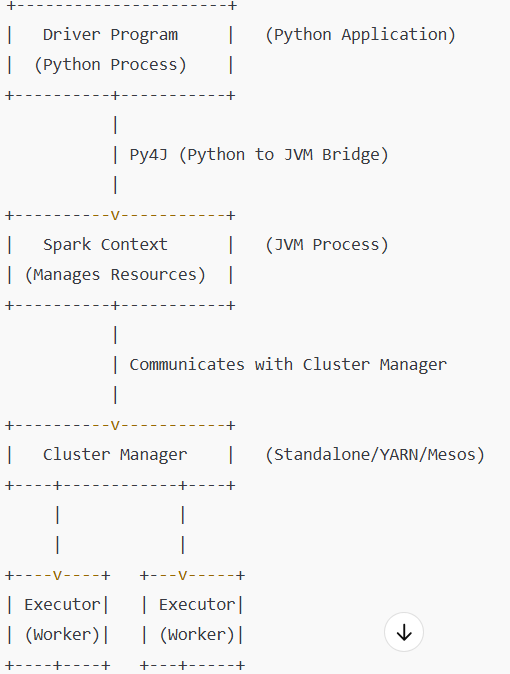 +-----------------------+
|   Driver Program     |   (Python Application)
|  (Python Process)    |
+----------+-----------+
|
| Py4J (Python to JVM Bridge)
|
+----------v-----------+
|   Spark Context      |   (JVM Process)
| (Manages Resources)  |
+----------+-----------+
|
| Communicates with Cluster Manager
|
+----------v-----------+
|   Cluster Manager    |   (Standalone/YARN/Mesos)
+----+------------+----+
|            |
|            |
+----v----+   +---v-----+
| Executor|   | Executor|
| (Worker)|   | (Worker)|
+----+----+   +---+-----+